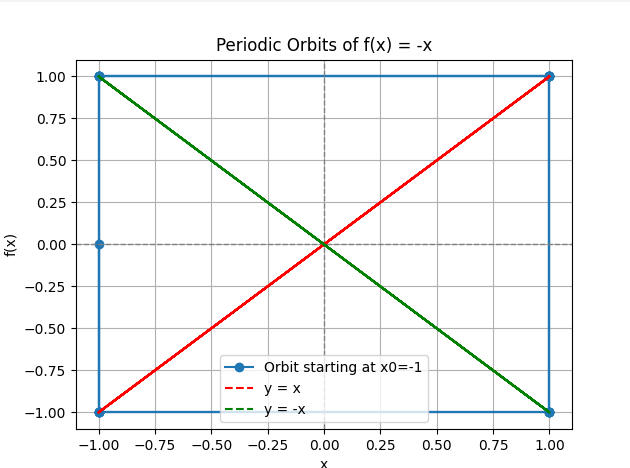 Periodic Orbits of f(x) = -x
1.00
0.75
0.50
0.25
0.00
−0.25
−0.50
−0.75
−1.00
f(x)
Orbit starting at x0=-1
y = x
y = -x
−1.00 −0.75 −0.50 −0.25 0.00 0.25 0.50 0.75 1.00
x